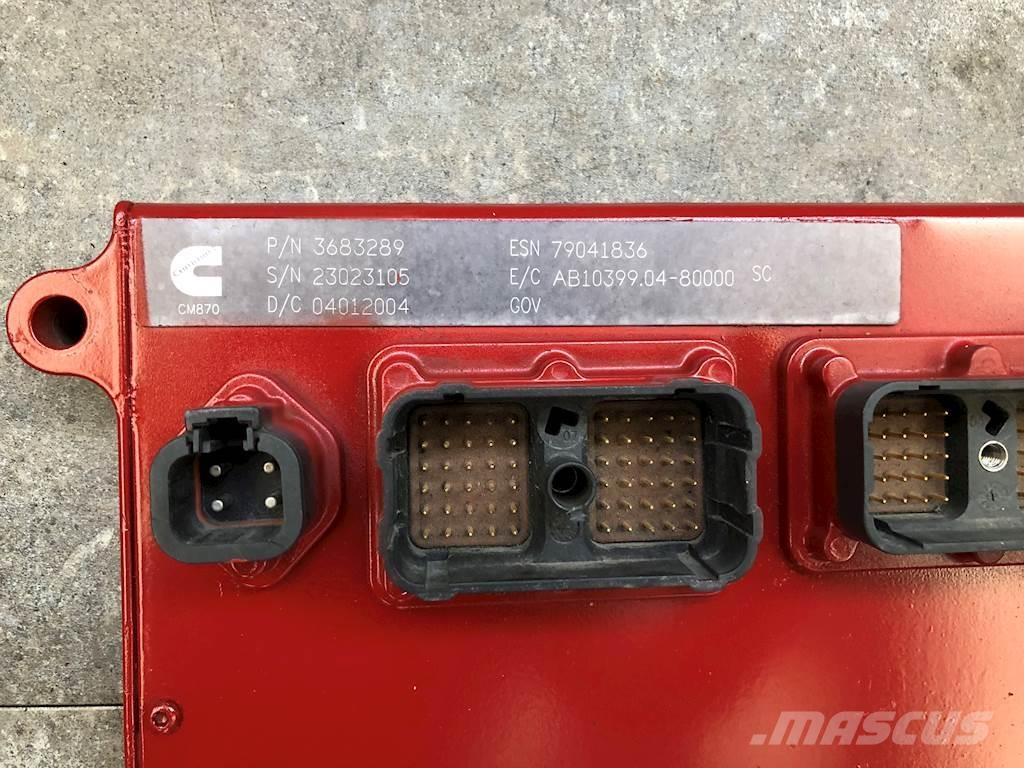 P/N 3683289 ESN 79041836
S/N 23023105 E/C AB10399.04-80000 SC
CM870 D/C 04012004 GOV
MASCUS